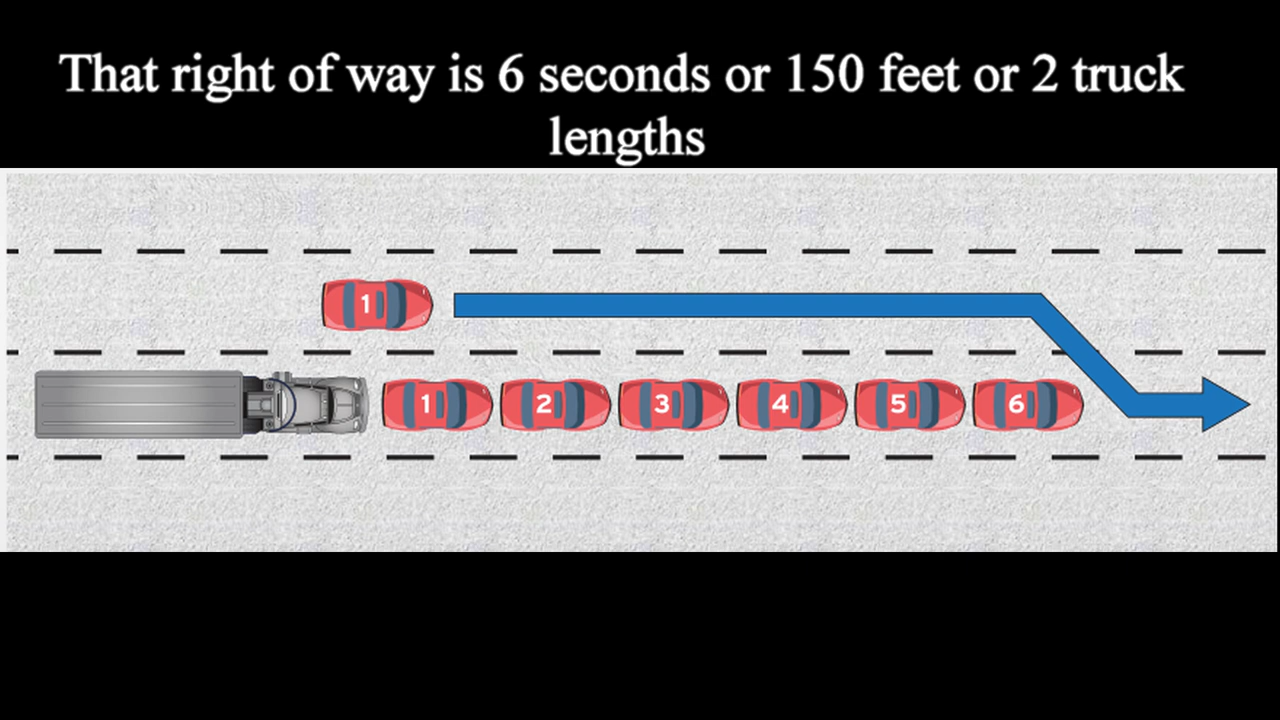 That right of way is 6 seconds or 150 feet or 2 truck
lengths
1
1 2 3 4 5 6